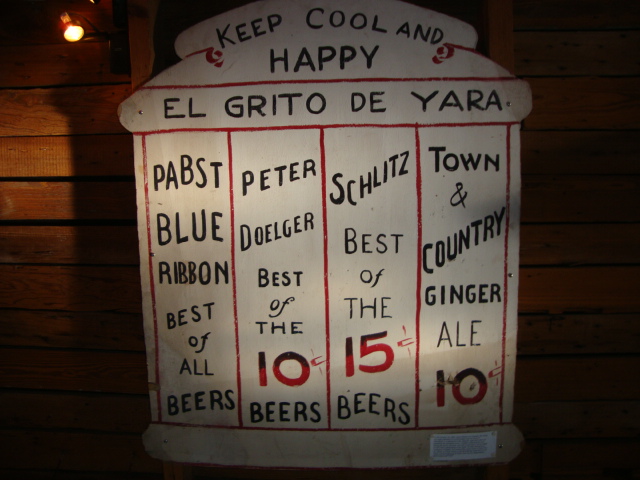 KEEP COOL AND
HAPPY
EL GRITO DE YARA
PABST
BLUE
RIBBON
BEST
of
ALL
BEERS
PETER
DOELGER
BEST
of
THE
10¢
BEERS
SCHLITZ
BEST
of
THE
15¢
BEERS
TOWN
&
COUNTRY
GINGER
ALE
10¢